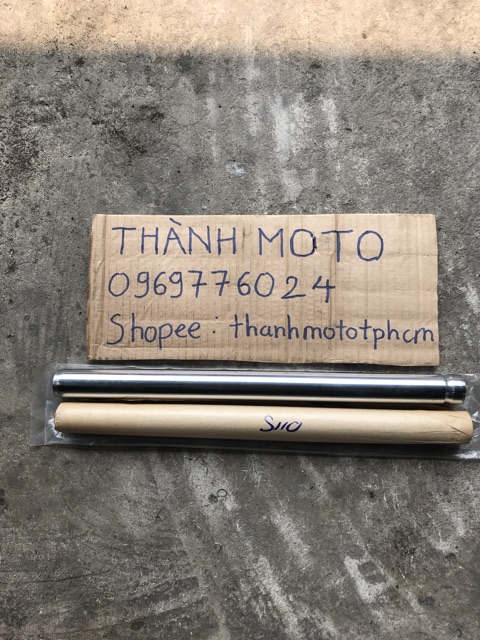 THÀNH MOTO
0969776024
Shopee : thanhmototphcm
S110